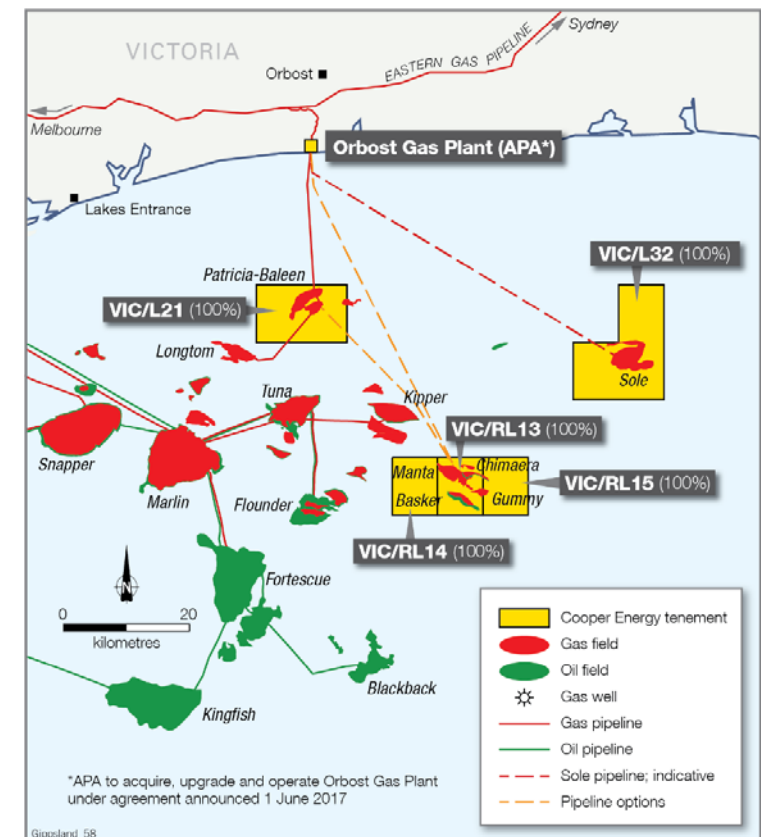 Sydney
VICTORIA
EASTERN GAS PIPELINE
Orbost
Melbourne
Orbost Gas Plant (APA*)
Lakes Entrance
VIC/L32 (100%)
Patricia-Baleen
VIC/L21 (100%)
Longtom
Sole
Tuna
Kipper
VIC/RL13 (100%)
Snapper
Manta
Chimaera
Marlin
Flounder
Basker
Gummy
VIC/RL15 (100%)
VIC/RL14 (100%)
Fortescue
N
0 20
kilometres
Blackback
Kingfish
Cooper Energy tenement
Gas field
Oil field
Gas well
Gas pipeline
Oil pipeline
Sole pipeline; indicative
Pipeline options
*APA to acquire, upgrade and operate Orbost Gas Plant
under agreement announced 1 June 2017
Gippsland 58